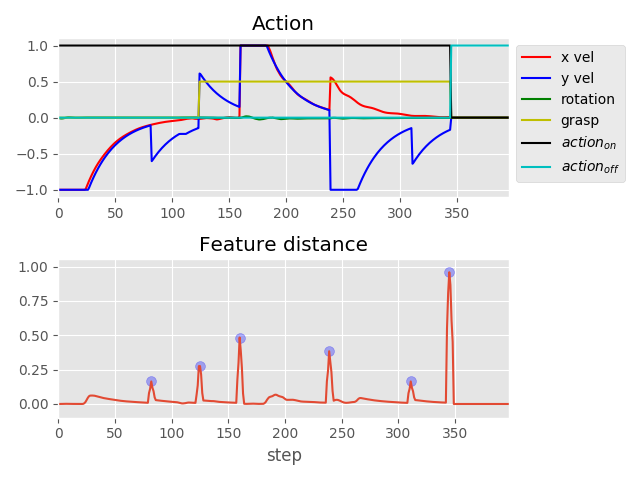 Action
1.0
0.5
0.0
−0.5
−1.0
0 50 100 150 200 250 300 350
x vel
y vel
rotation
grasp
action_on
action_off
Feature distance
1.00
0.75
0.50
0.25
0.00
0 50 100 150 200 250 300 350
step